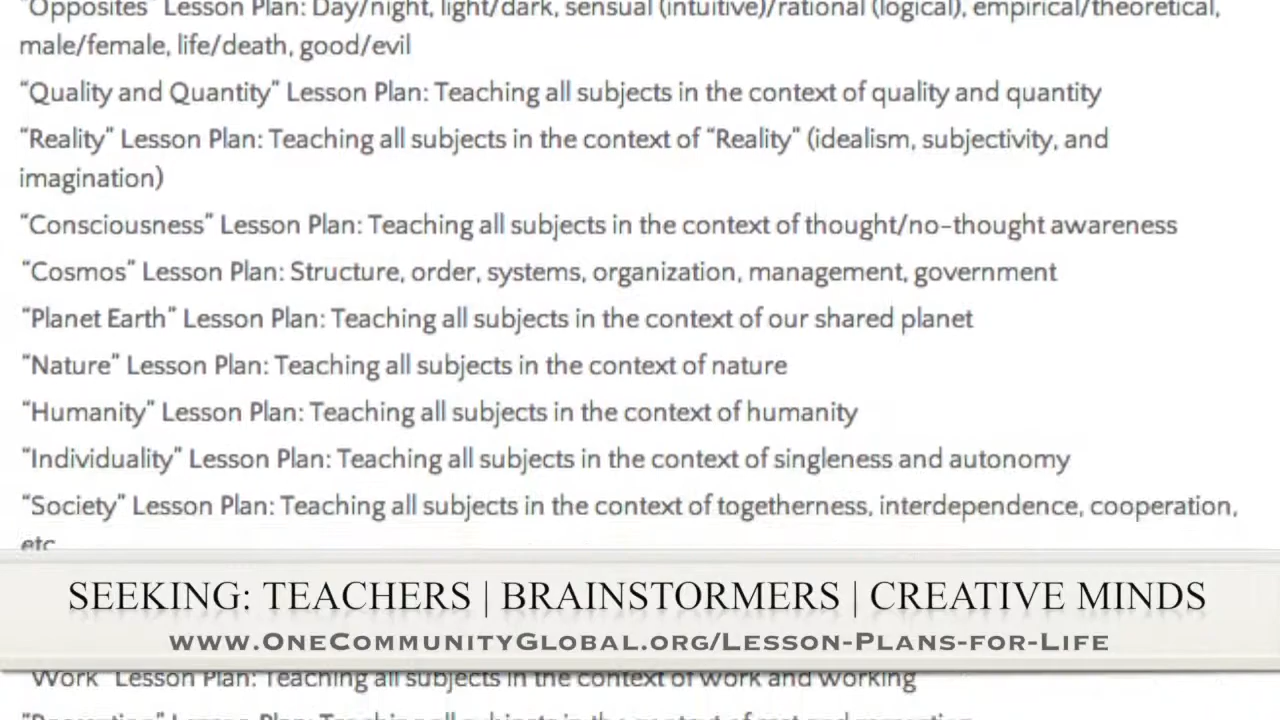 "Opposites" Lesson Plan: Day/night, light/dark, sensual (intuitive)/rational (logical), empirical/theoretical,
male/female, life/death, good/evil
"Quality and Quantity" Lesson Plan: Teaching all subjects in the context of quality and quantity
"Reality" Lesson Plan: Teaching all subjects in the context of "Reality" (idealism, subjectivity, and
imagination)
"Consciousness" Lesson Plan: Teaching all subjects in the context of thought/no-thought awareness
"Cosmos" Lesson Plan: Structure, order, systems, organization, management, government
"Planet Earth" Lesson Plan: Teaching all subjects in the context of our shared planet
"Nature" Lesson Plan: Teaching all subjects in the context of nature
"Humanity" Lesson Plan: Teaching all subjects in the context of humanity
"Individuality" Lesson Plan: Teaching all subjects in the context of singleness and autonomy
"Society" Lesson Plan: Teaching all subjects in the context of togetherness, interdependence, cooperation,
etc
SEEKING: TEACHERS | BRAINSTORMERS | CREATIVE MINDS
www.OneCommunityGlobal.org/Lesson-Plans-for-Life
"Work" Lesson Plan: Teaching all subjects in the context of work and working